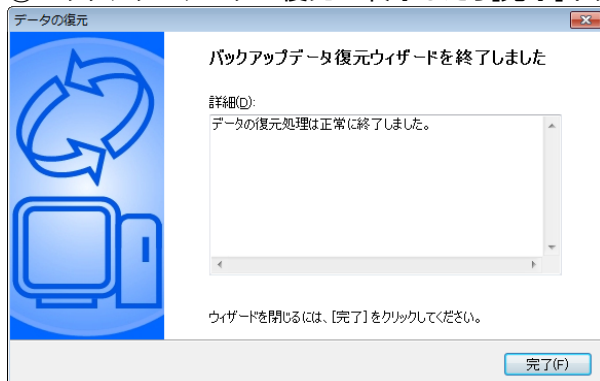 データの復元
バックアップデータ復元ウィザードを終了しました
詳細(D):
データの復元処理は正常に終了しました。
ウィザードを閉じるには、[完了] をクリックしてください。
完了(F)